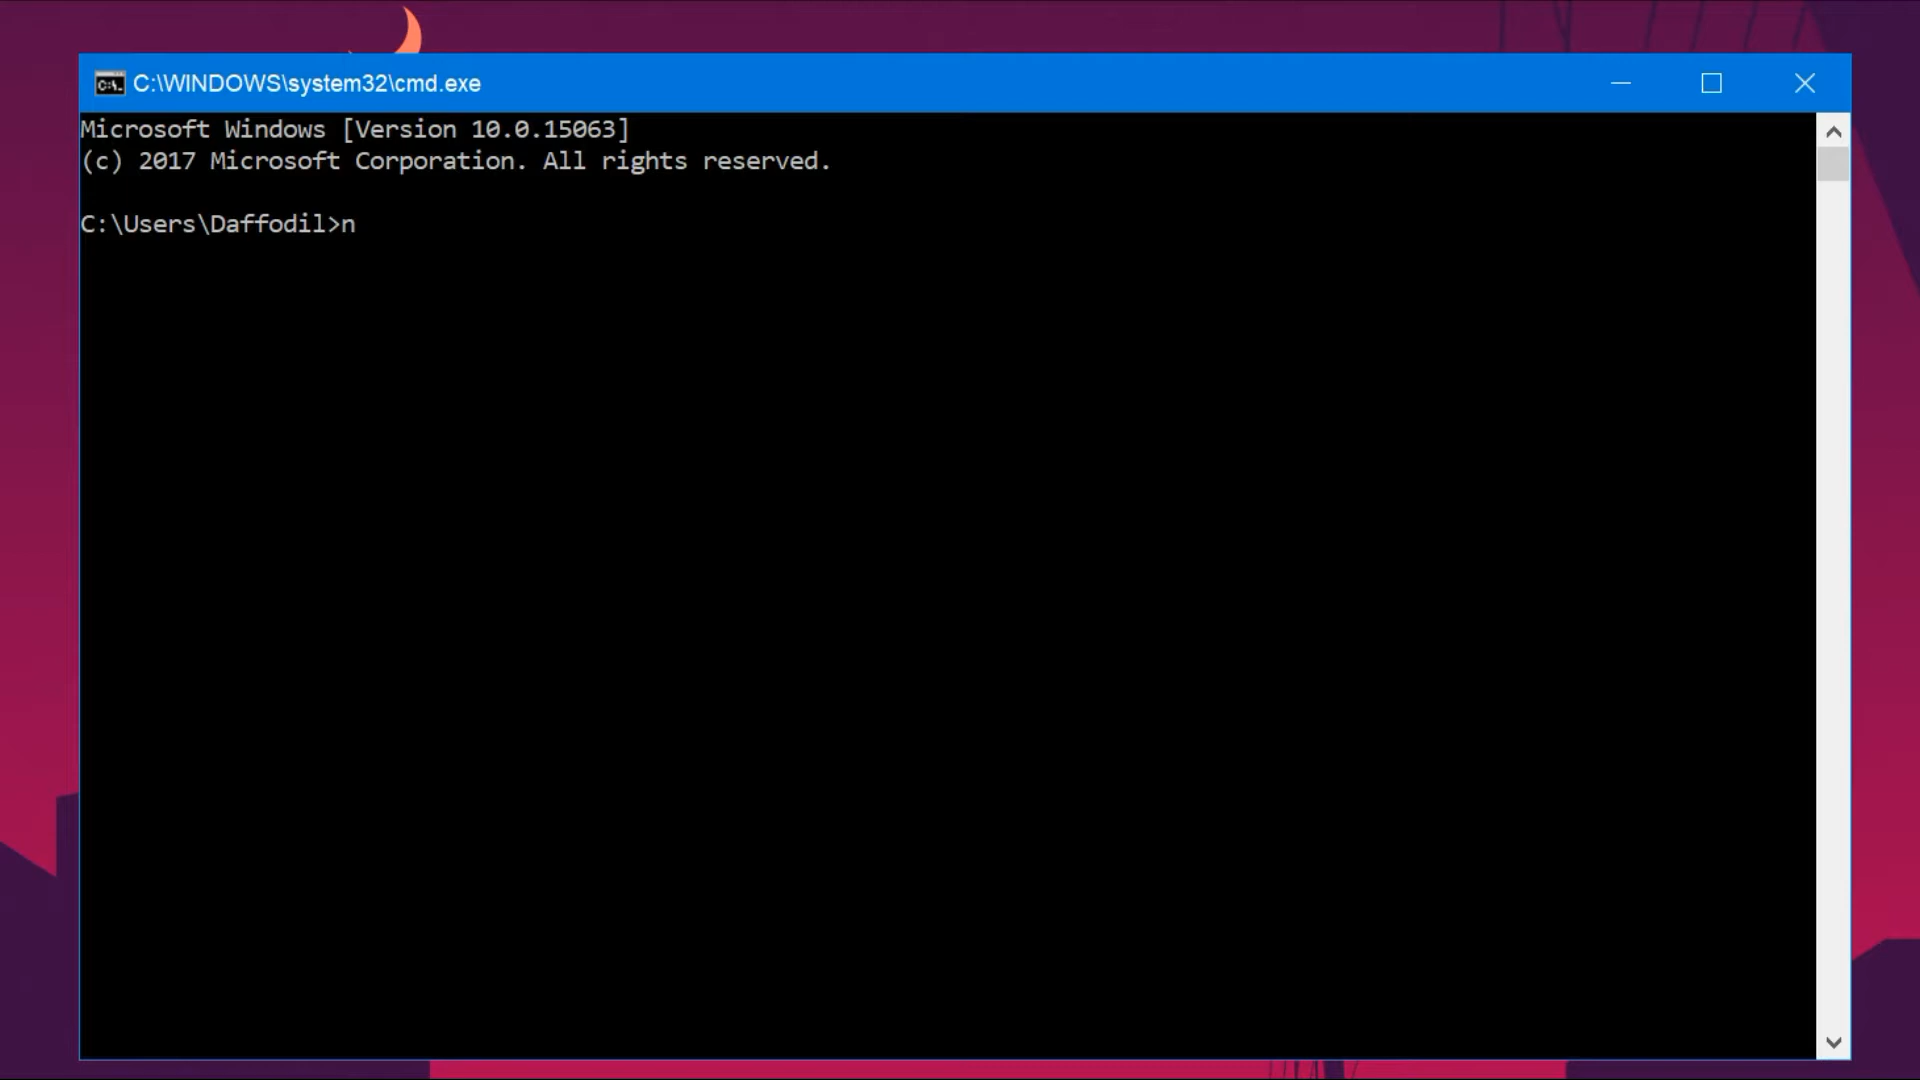 C:\WINDOWS\system32\cmd.exe
Microsoft Windows [Version 10.0.15063]
(c) 2017 Microsoft Corporation. All rights reserved.
C:\Users\Daffodil>n